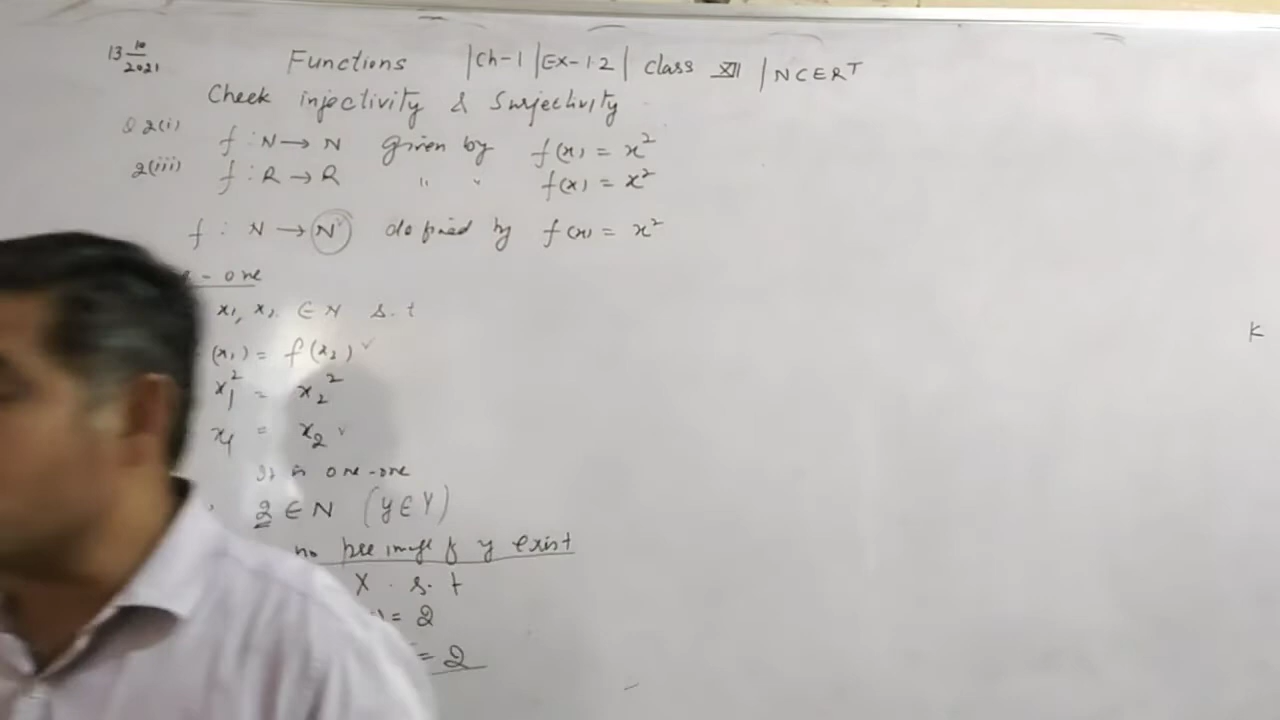 13 10/2021
Functions |Ch-1 |Ex-1.2| Class XII |NCERT
Check injectivity & Surjectivity
Q 2(i) f : N → N given by f(x) = x²
2(iii) f : R → R " " f(x) = x²
f : N → N defined by f(x) = x²
- one
x₁, x₂ ∈ N s.t
(x₁) = f(x₂) ✓
x₁² = x₂²
x₁ = x₂ ✓
It is one-one
2 ∈ N (y ∈ Y)
no pre image of y exist
X s.t
) = 2
= 2
K